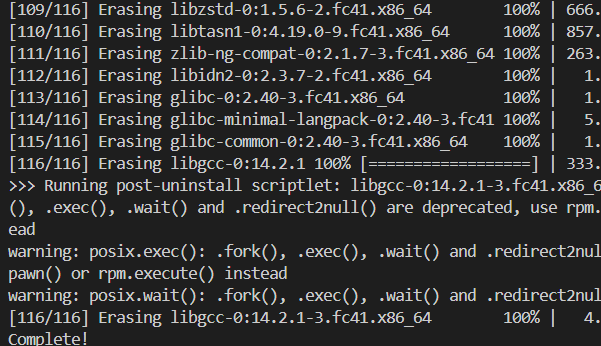 [109/116] Erasing libzstd-0:1.5.6-2.fc41.x86_64 100% | 666.
[110/116] Erasing libtasn1-0:4.19.0-9.fc41.x86_64 100% | 857.
[111/116] Erasing zlib-ng-compat-0:2.1.7-3.fc41.x86_64 100% | 263.
[112/116] Erasing libidn2-0:2.3.7-2.fc41.x86_64 100% | 1.
[113/116] Erasing glibc-0:2.40-3.fc41.x86_64 100% | 1.
[114/116] Erasing glibc-minimal-langpack-0:2.40-3.fc41 100% | 5.
[115/116] Erasing glibc-common-0:2.40-3.fc41.x86_64 100% | 1.
[116/116] Erasing libgcc-0:14.2.1 100% [==================] | 333.
>>> Running post-uninstall scriptlet: libgcc-0:14.2.1-3.fc41.x86_6
(), .exec(), .wait() and .redirect2null() are deprecated, use rpm.
ead
warning: posix.exec(): .fork(), .exec(), .wait() and .redirect2nul
pawn() or rpm.execute() instead
warning: posix.wait(): .fork(), .exec(), .wait() and .redirect2nul
[116/116] Erasing libgcc-0:14.2.1-3.fc41.x86_64 100% | 4.
Complete!